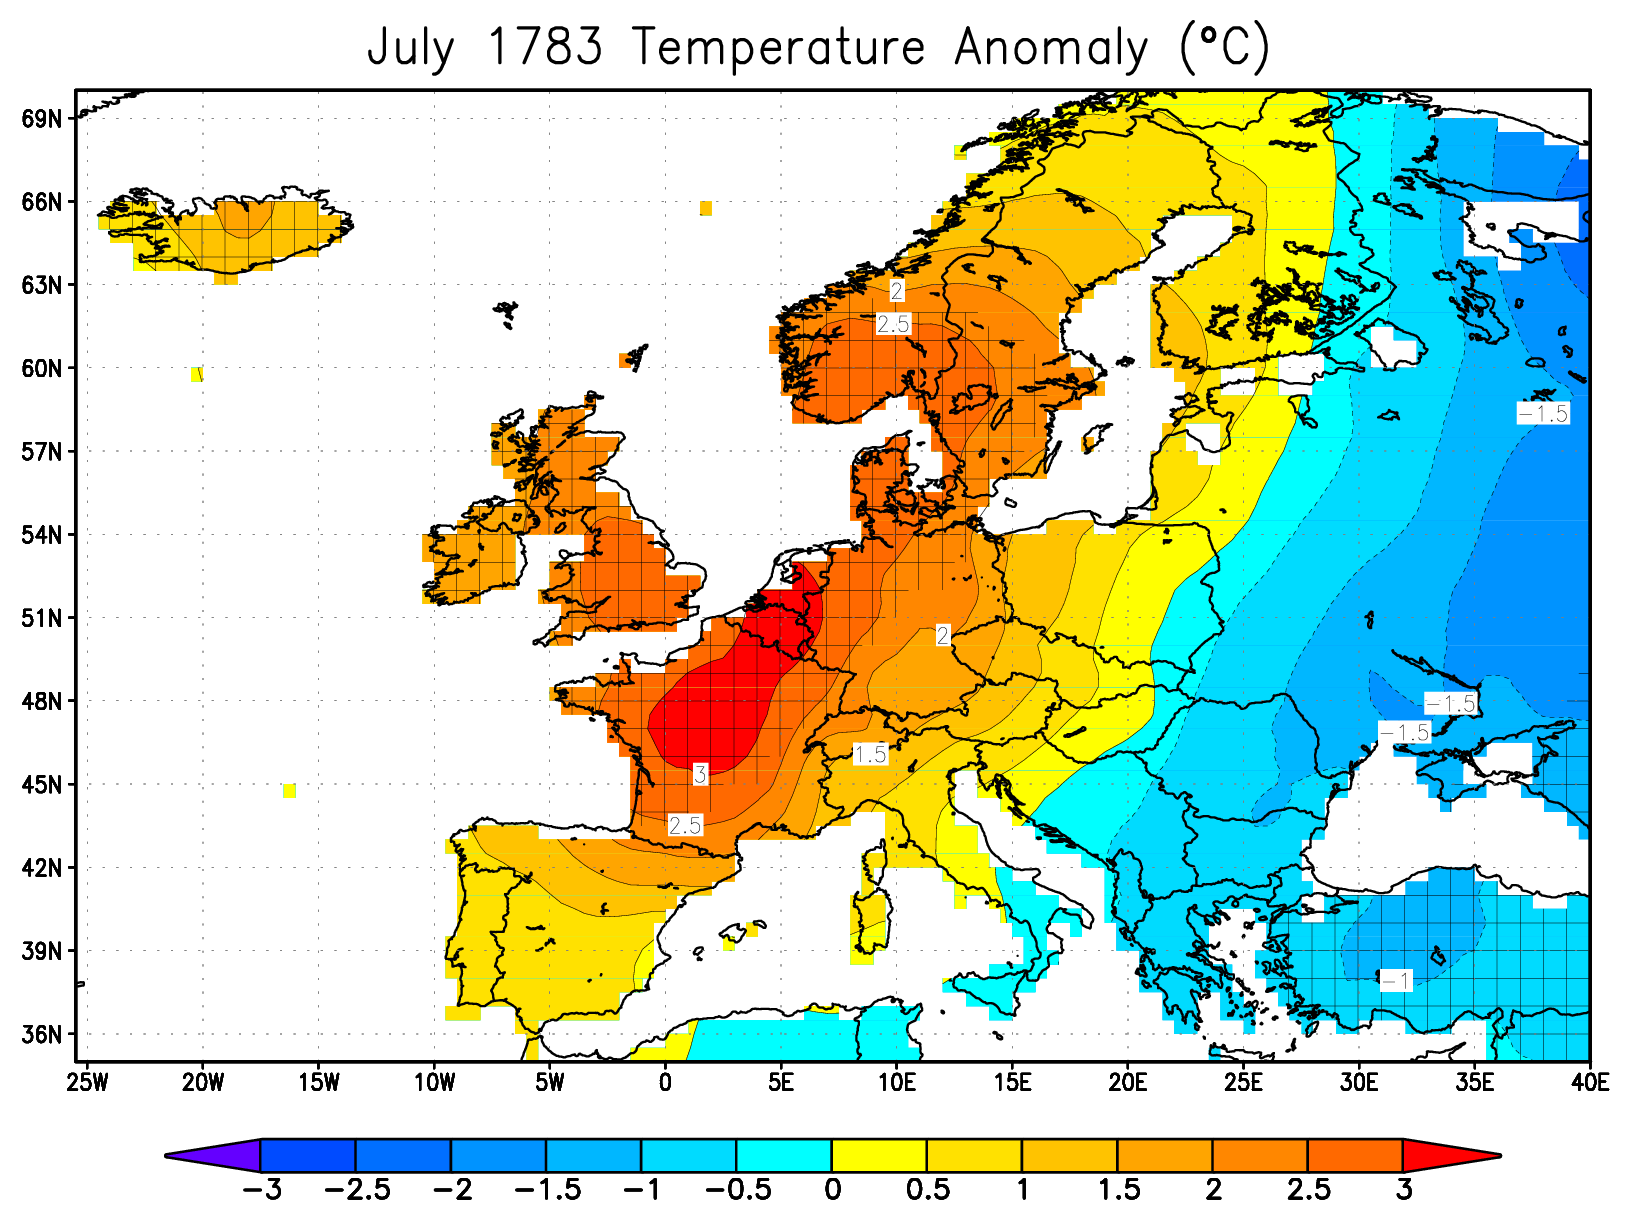 July 1783 Temperature Anomaly (°C)
69N
66N
63N
2
2.5
60N
−1.5
57N
54N
51N
2
48N
−1.5
−1.5
1.5
3
45N
2.5
42N
39N
−1
36N
25W 20W 15W 10W 5W 0 5E 10E 15E 20E 25E 30E 35E 40E
−3 −2.5 −2 −1.5 −1 −0.5 0 0.5 1 1.5 2 2.5 3